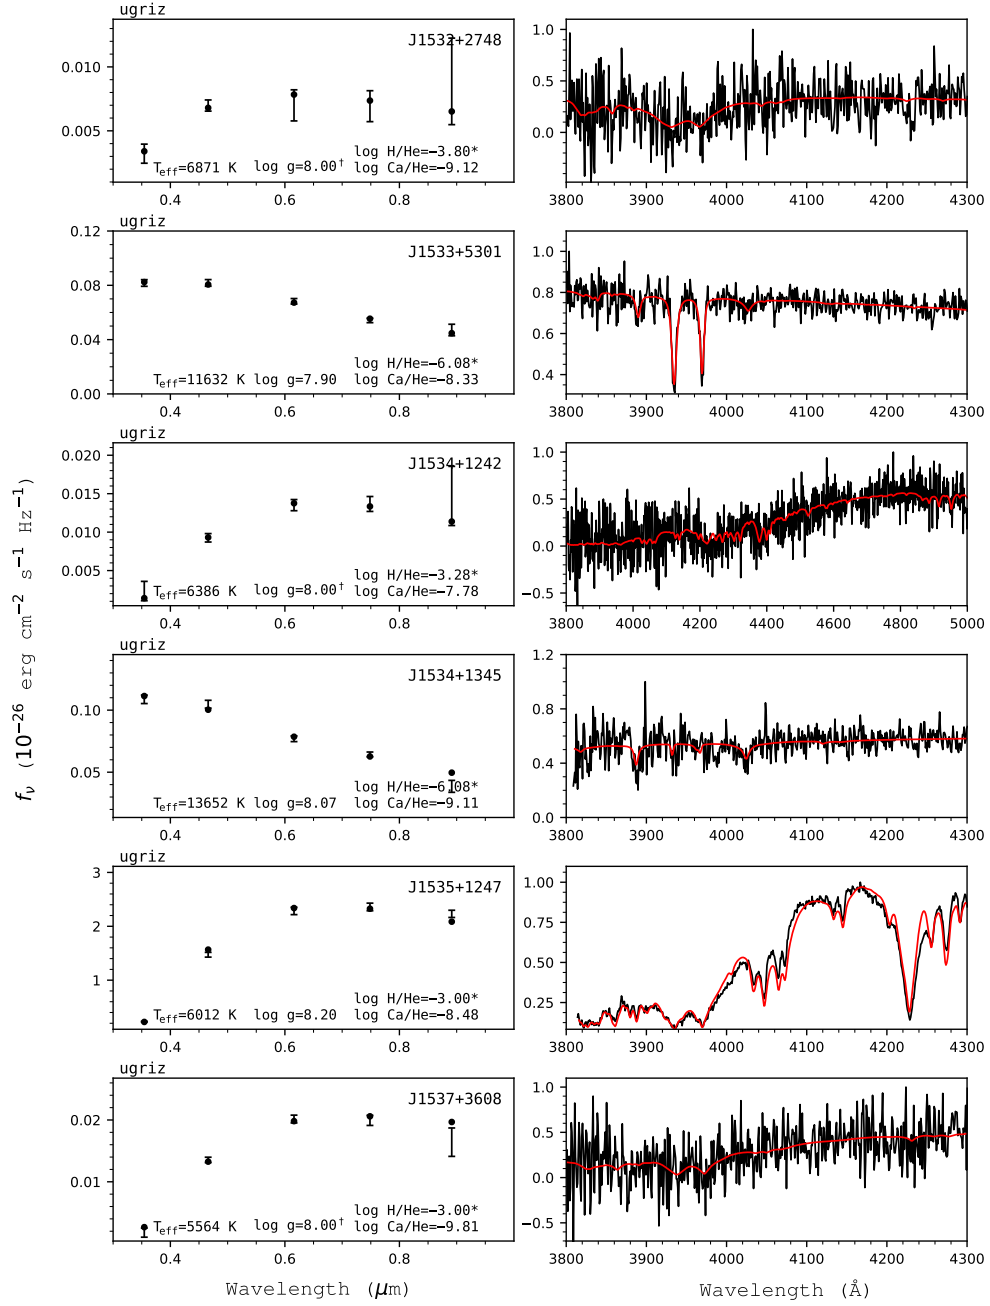 ugriz
J1532+2748
0.010
0.005
log H/He=−3.80*
T_eff=6871 K log g=8.00† log Ca/He=−9.12
0.4 0.6 0.8
1.0
0.5
0.0
3800 3900 4000 4100 4200 4300
ugriz
J1533+5301
0.12
0.08
0.04
0.00
log H/He=−6.08*
T_eff=11632 K log g=7.90 log Ca/He=−8.33
0.4 0.6 0.8
1.0
0.8
0.6
0.4
3800 3900 4000 4100 4200 4300
ugriz
J1534+1242
0.020
0.015
0.010
0.005
log H/He=−3.28*
T_eff=6386 K log g=8.00† log Ca/He=−7.78
0.4 0.6 0.8
1.0
0.5
0.0
−0.5
3800 4000 4200 4400 4600 4800 5000
ugriz
J1534+1345
0.10
0.05
log H/He=−6.08*
T_eff=13652 K log g=8.07 log Ca/He=−9.11
0.4 0.6 0.8
1.2
0.8
0.4
0.0
3800 3900 4000 4100 4200 4300
ugriz
J1535+1247
3
2
1
log H/He=−3.00*
T_eff=6012 K log g=8.20 log Ca/He=−8.48
0.4 0.6 0.8
1.00
0.75
0.50
0.25
3800 3900 4000 4100 4200 4300
ugriz
J1537+3608
0.02
0.01
log H/He=−3.00*
T_eff=5564 K log g=8.00† log Ca/He=−9.81
0.4 0.6 0.8
1.0
0.5
0.0
−0.5
3800 3900 4000 4100 4200 4300
f_ν (10⁻²⁶ erg cm⁻² s⁻¹ Hz⁻¹)
Wavelength (μm)
Wavelength (Å)